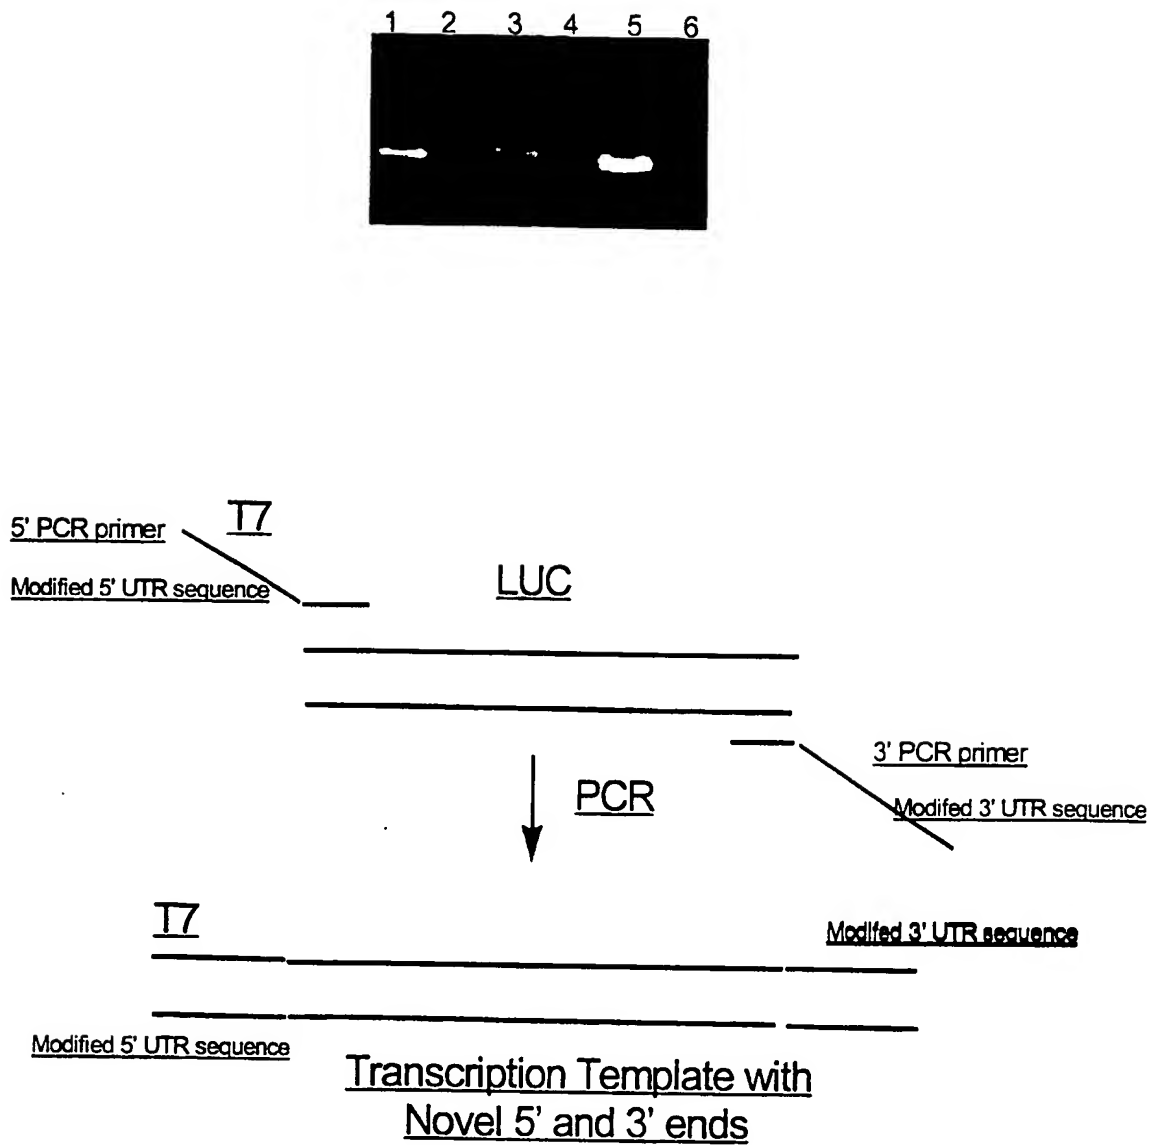 1 2 3 4 5 6
T7
5' PCR primer
Modified 5' UTR sequence
LUC
3' PCR primer
Modifed 3' UTR sequence
PCR
T7
Modifed 3' UTR sequence
Modified 5' UTR sequence
Transcription Template with
Novel 5' and 3' ends